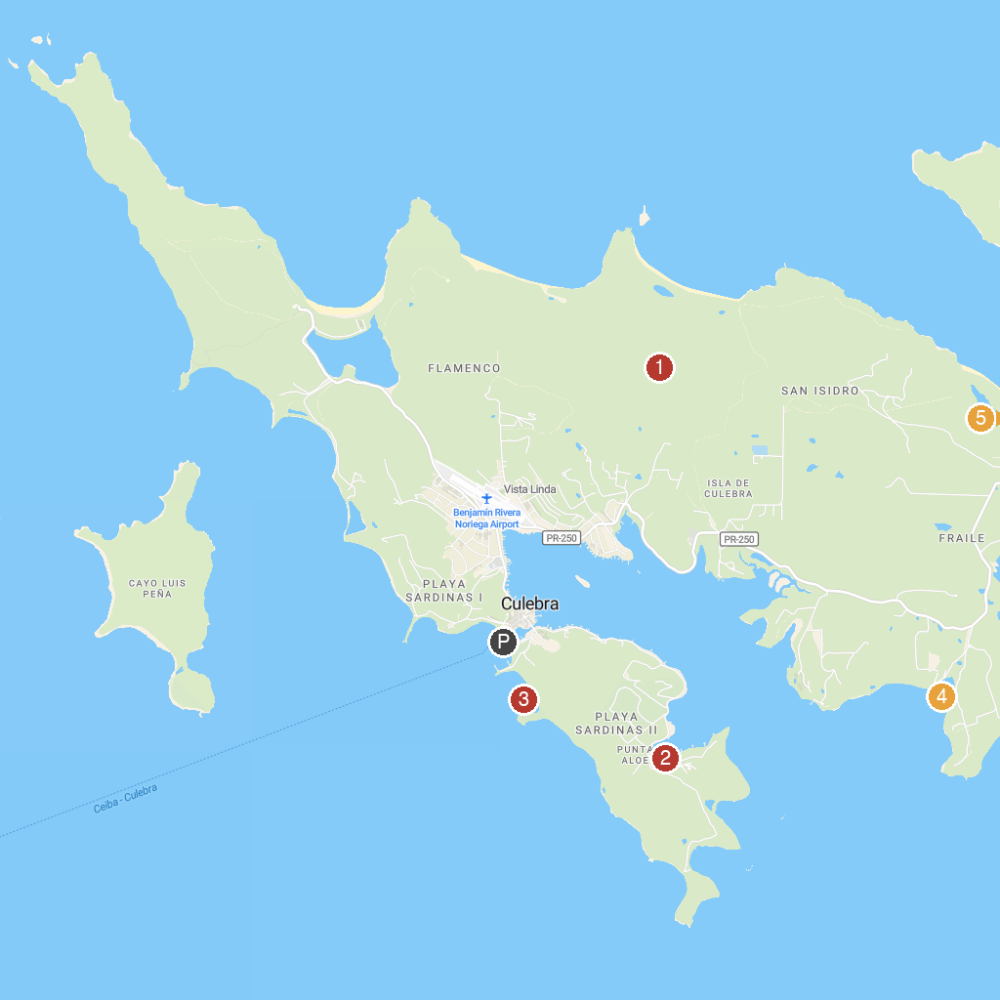 FLAMENCO
1
SAN ISIDRO
5
ISLA DE
CULEBRA
Vista Linda
Benjamín Rivera
Noriega Airport
PR-250
PR-250
FRAILE
CAYO LUIS
PEÑA
PLAYA
SARDINAS I
Culebra
P
3
4
PLAYA
SARDINAS II
PUNTA
ALOE
2
Ceiba - Culebra